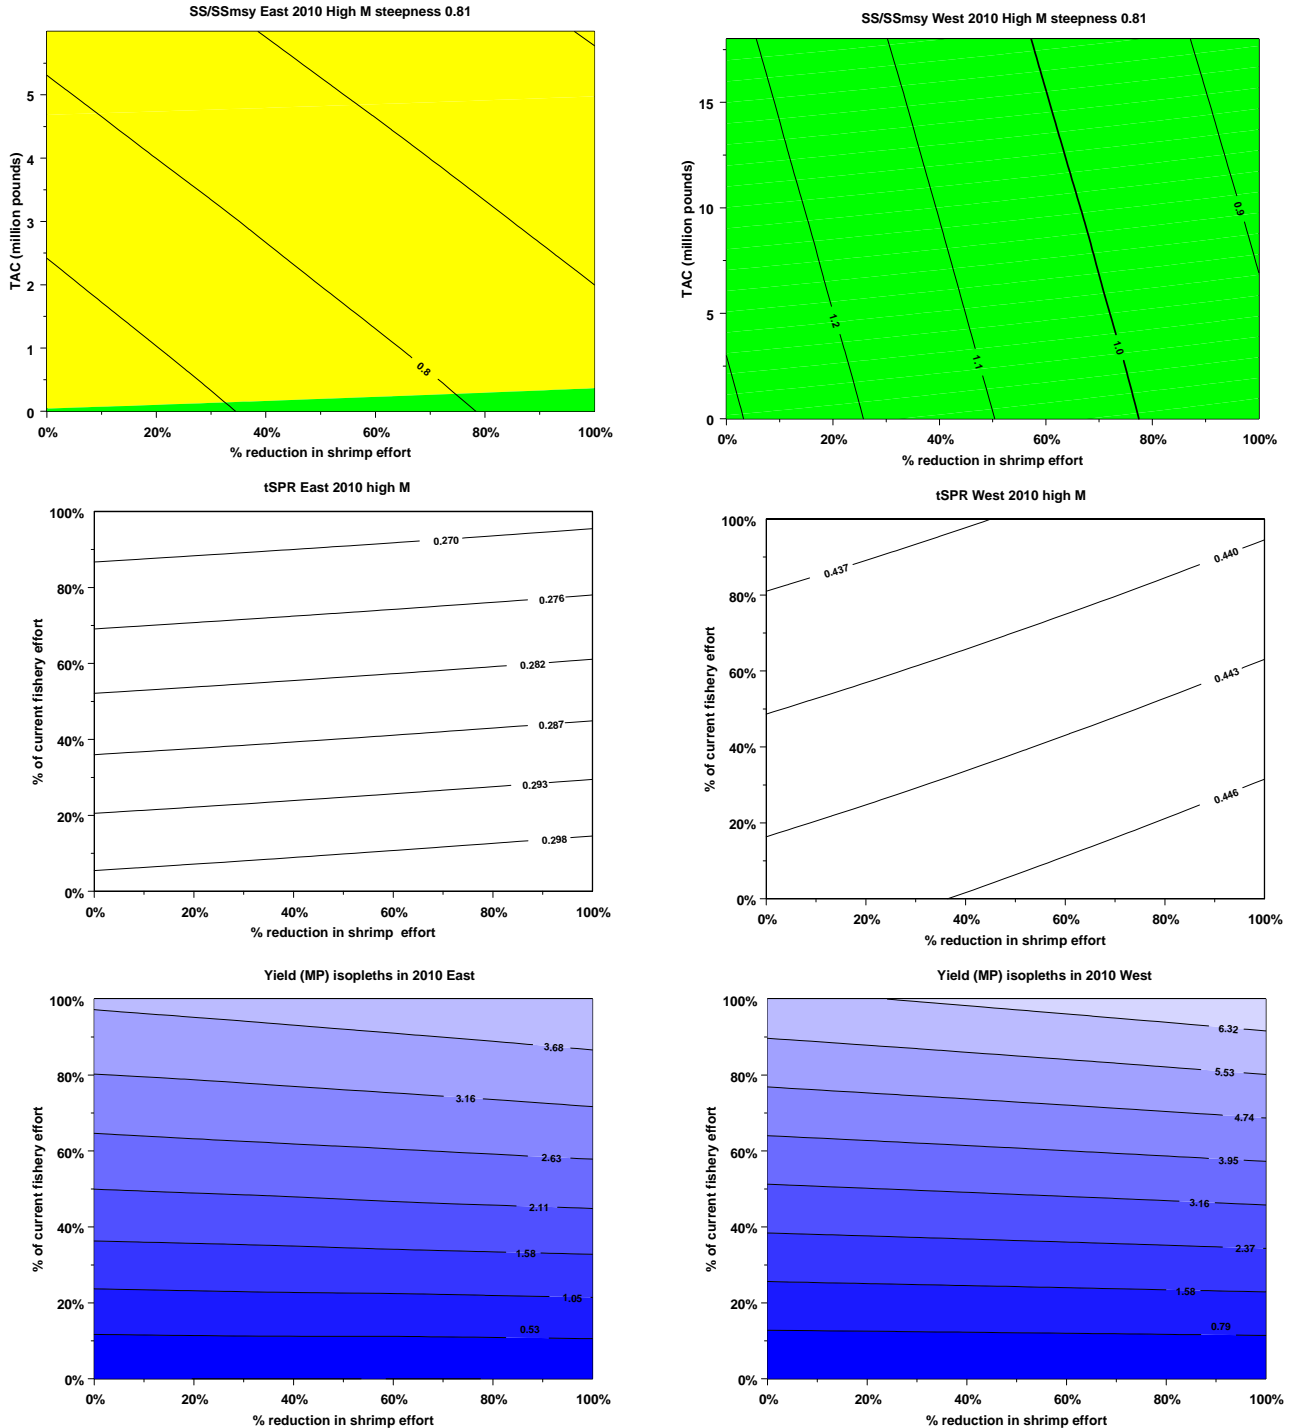 SS/SSmsy East 2010 High M steepness 0.81
TAC (million pounds)
5
4
3
2
1
0
0.8
0% 20% 40% 60% 80% 100%
% reduction in shrimp effort
SS/SSmsy West 2010 High M steepness 0.81
TAC (million pounds)
15
10
5
0
1.2
1.1
1.0
0.9
0% 20% 40% 60% 80% 100%
% reduction in shrimp effort
tSPR East 2010 high M
% of current fishery effort
100%
80%
60%
40%
20%
0%
0.270
0.276
0.282
0.287
0.293
0.298
0% 20% 40% 60% 80% 100%
% reduction in shrimp effort
tSPR West 2010 high M
% of current fishery effort
100%
80%
60%
40%
20%
0%
0.437
0.440
0.443
0.446
0% 20% 40% 60% 80% 100%
% reduction in shrimp effort
Yield (MP) isopleths in 2010 East
% of current fishery effort
100%
80%
60%
40%
20%
0%
3.68
3.16
2.63
2.11
1.58
1.05
0.53
0% 20% 40% 60% 80% 100%
% reduction in shrimp effort
Yield (MP) isopleths in 2010 West
% of current fishery effort
100%
80%
60%
40%
20%
0%
6.32
5.53
4.74
3.95
3.16
2.37
1.58
0.79
0% 20% 40% 60% 80% 100%
% reduction in shrimp effort